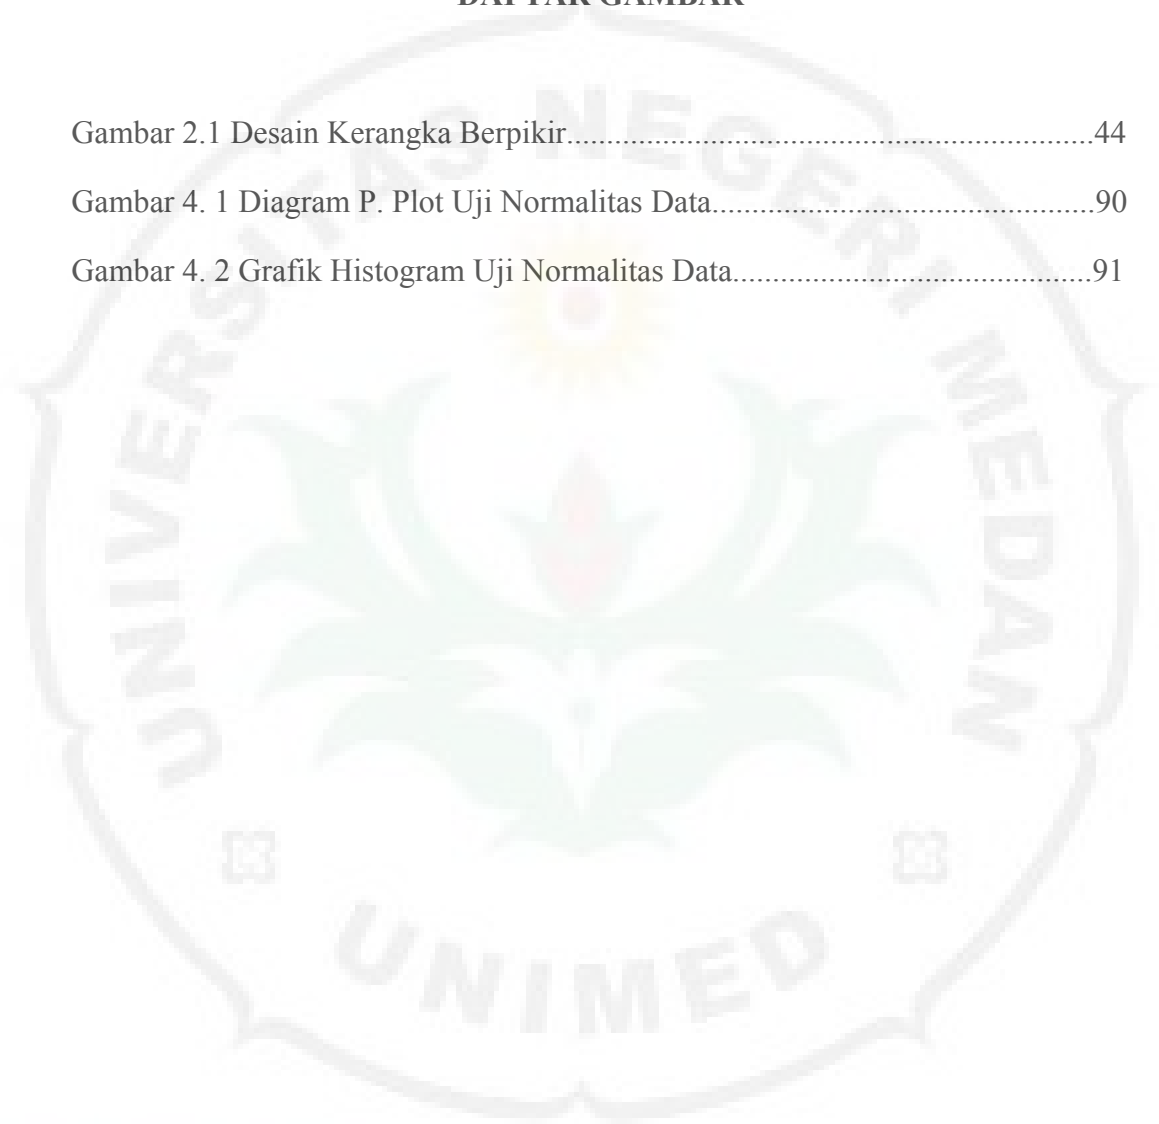 DAFTAR GAMBAR
Gambar 2.1 Desain Kerangka Berpikir.................................................................44
Gambar 4. 1 Diagram P. Plot Uji Normalitas Data................................................90
Gambar 4. 2 Grafik Histogram Uji Normalitas Data.............................................91
UNIVERSITAS NEGERI MEDAN
UNIMED